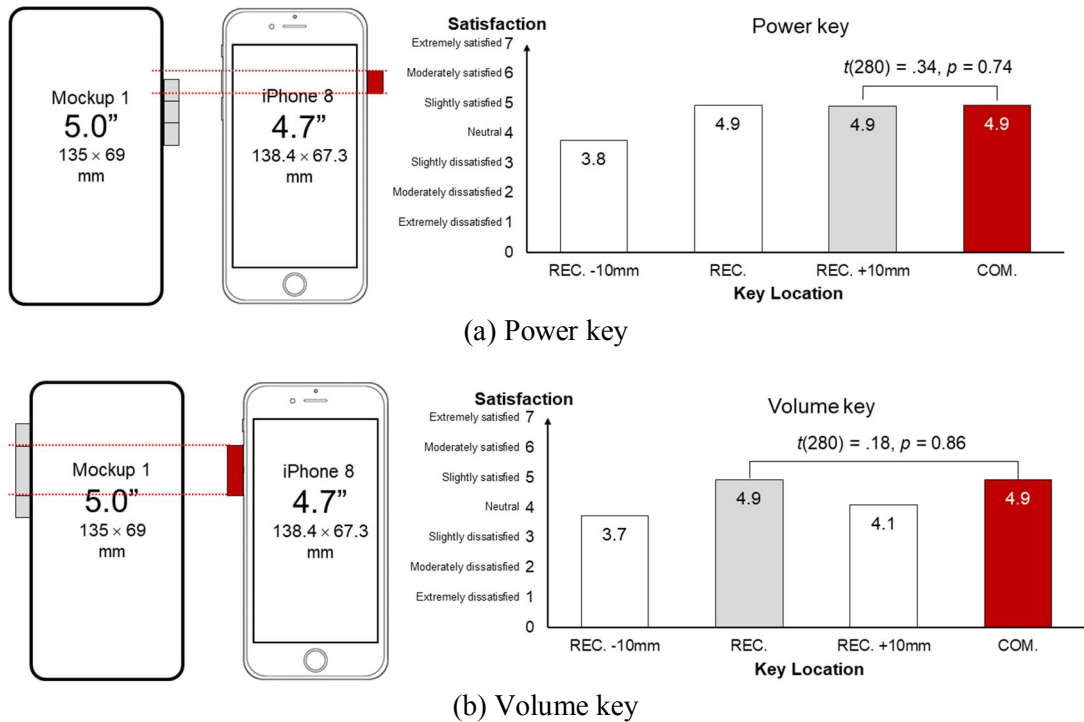 Mockup 1
5.0”
135 × 69
mm
iPhone 8
4.7”
138.4 × 67.3
mm
Satisfaction
Power key
Extremely satisfied 7
Moderately satisfied 6
Slightly satisfied 5
Neutral 4
Slightly dissatisfied 3
Moderately dissatisfied 2
Extremely dissatisfied 1
0
t(280) = .34, p = 0.74
3.8
4.9
4.9
4.9
REC. -10mm
REC.
REC. +10mm
COM.
Key Location
(a) Power key
Mockup 1
5.0”
135 × 69
mm
iPhone 8
4.7”
138.4 × 67.3
mm
Satisfaction
Volume key
Extremely satisfied 7
Moderately satisfied 6
Slightly satisfied 5
Neutral 4
Slightly dissatisfied 3
Moderately dissatisfied 2
Extremely dissatisfied 1
0
t(280) = .18, p = 0.86
3.7
4.9
4.1
4.9
REC. -10mm
REC.
REC. +10mm
COM.
Key Location
(b) Volume key